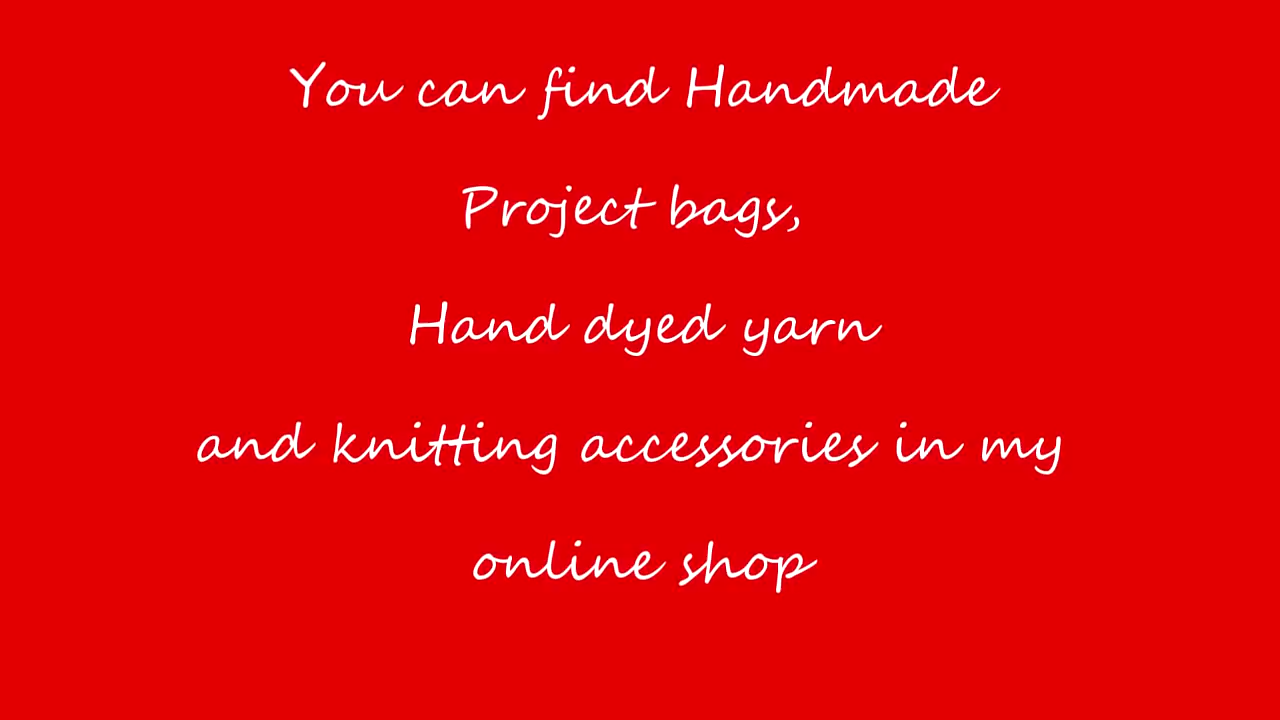 You can find Handmade
Project bags,
Hand dyed yarn
and knitting accessories in my
online shop